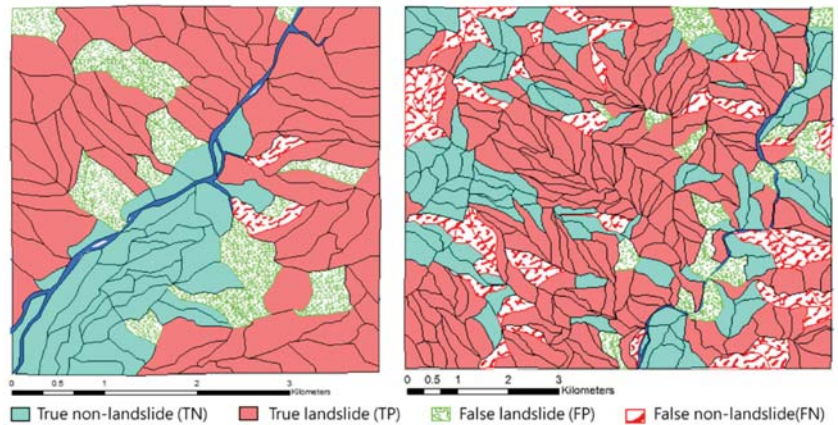 0 0.5 1 2 3
Kilometers
0 0.5 1 2 3
Kilometers
True non-landslide (TN) True landslide (TP) False landslide (FP) False non-landslide(FN)